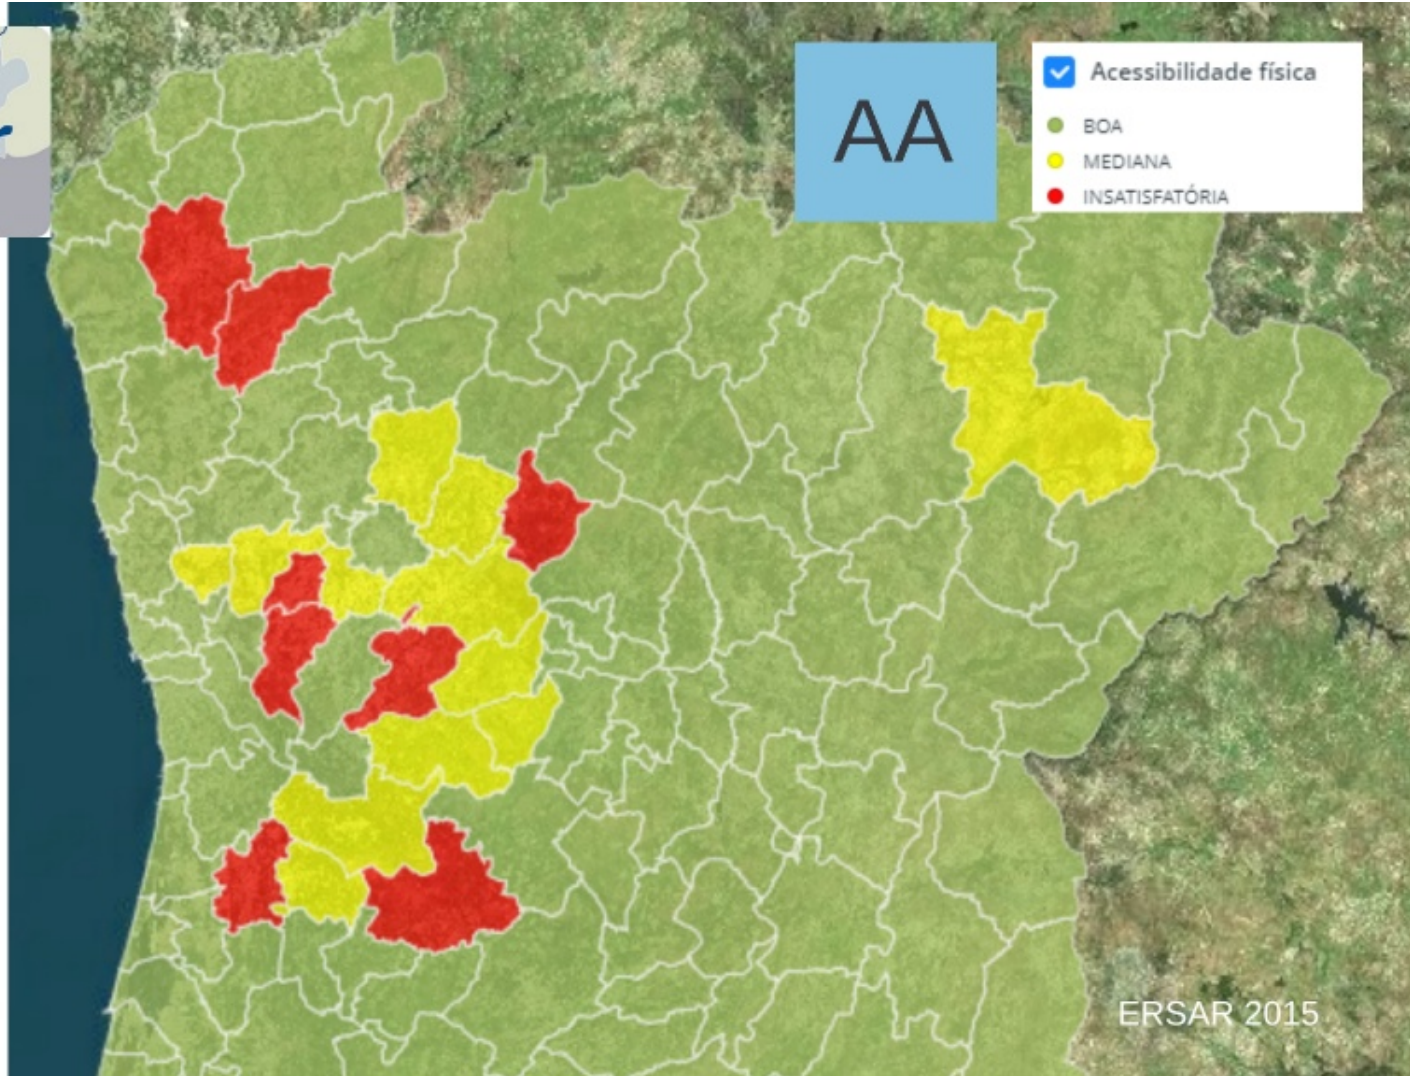 AA
Acessibilidade física
BOA
MEDIANA
INSATISFATÓRIA
ERSAR 2015